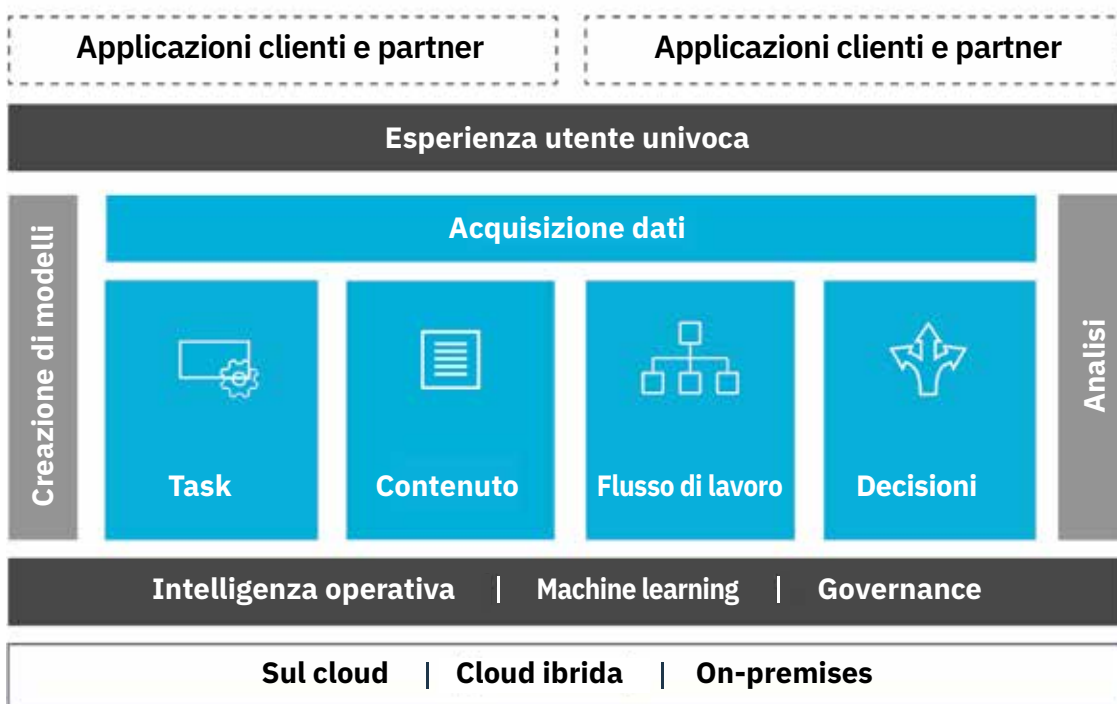 Applicazioni clienti e partner
Applicazioni clienti e partner
Esperienza utente univoca
Creazione di modelli
Acquisizione dati
Task
Contenuto
Flusso di lavoro
Decisioni
Analisi
Intelligenza operativa | Machine learning | Governance
Sul cloud | Cloud ibrida | On-premises